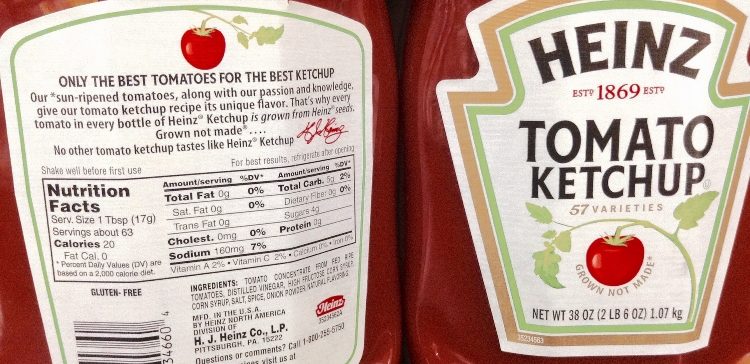 ONLY THE BEST TOMATOES FOR THE BEST KETCHUP
Our *sun-ripened tomatoes, along with our passion and knowledge,
give our tomato ketchup recipe its unique flavor. That's why every
tomato in every bottle of Heinz® Ketchup is grown from Heinz® seeds.
Grown not made*....
No other tomato ketchup tastes like Heinz® Ketchup
Shake well before first use
For best results, refrigerate after opening
Nutrition
Facts
Serv. Size 1 Tbsp (17g)
Servings about 63
Calories 20
Fat Cal. 0
* Percent Daily Values (DV) are
based on a 2,000 calorie diet.
Amount/serving %DV*
Total Fat 0g 0%
Sat. Fat 0g 0%
Trans Fat 0g
Cholest. 0mg 0%
Sodium 160mg 7%
Amount/serving %DV*
Total Carb. 5g 2%
Dietary Fiber 0g 0%
Sugars 4g
Protein 0g
Vitamin A 2% • Vitamin C 2% • Calcium 0% • Iron 0%
GLUTEN-FREE
INGREDIENTS: TOMATO CONCENTRATE FROM RED RIPE
TOMATOES, DISTILLED VINEGAR, HIGH FRUCTOSE CORN SYRUP,
CORN SYRUP, SALT, SPICE, ONION POWDER, NATURAL FLAVORING.
MFD. IN THE U.S.A.
BY HEINZ NORTH AMERICA
DIVISION OF
H. J. Heinz Co., L.P.
PITTSBURGH, PA. 15222
Questions or comments? Call 1-800-255-5750
visit us at
Heinz
34660 4
HEINZ
ESTD 1869 ESTD
TOMATO
KETCHUP
57 VARIETIES
GROWN NOT MADE*
NET WT 38 OZ (2 LB 6 OZ) 1.07 kg